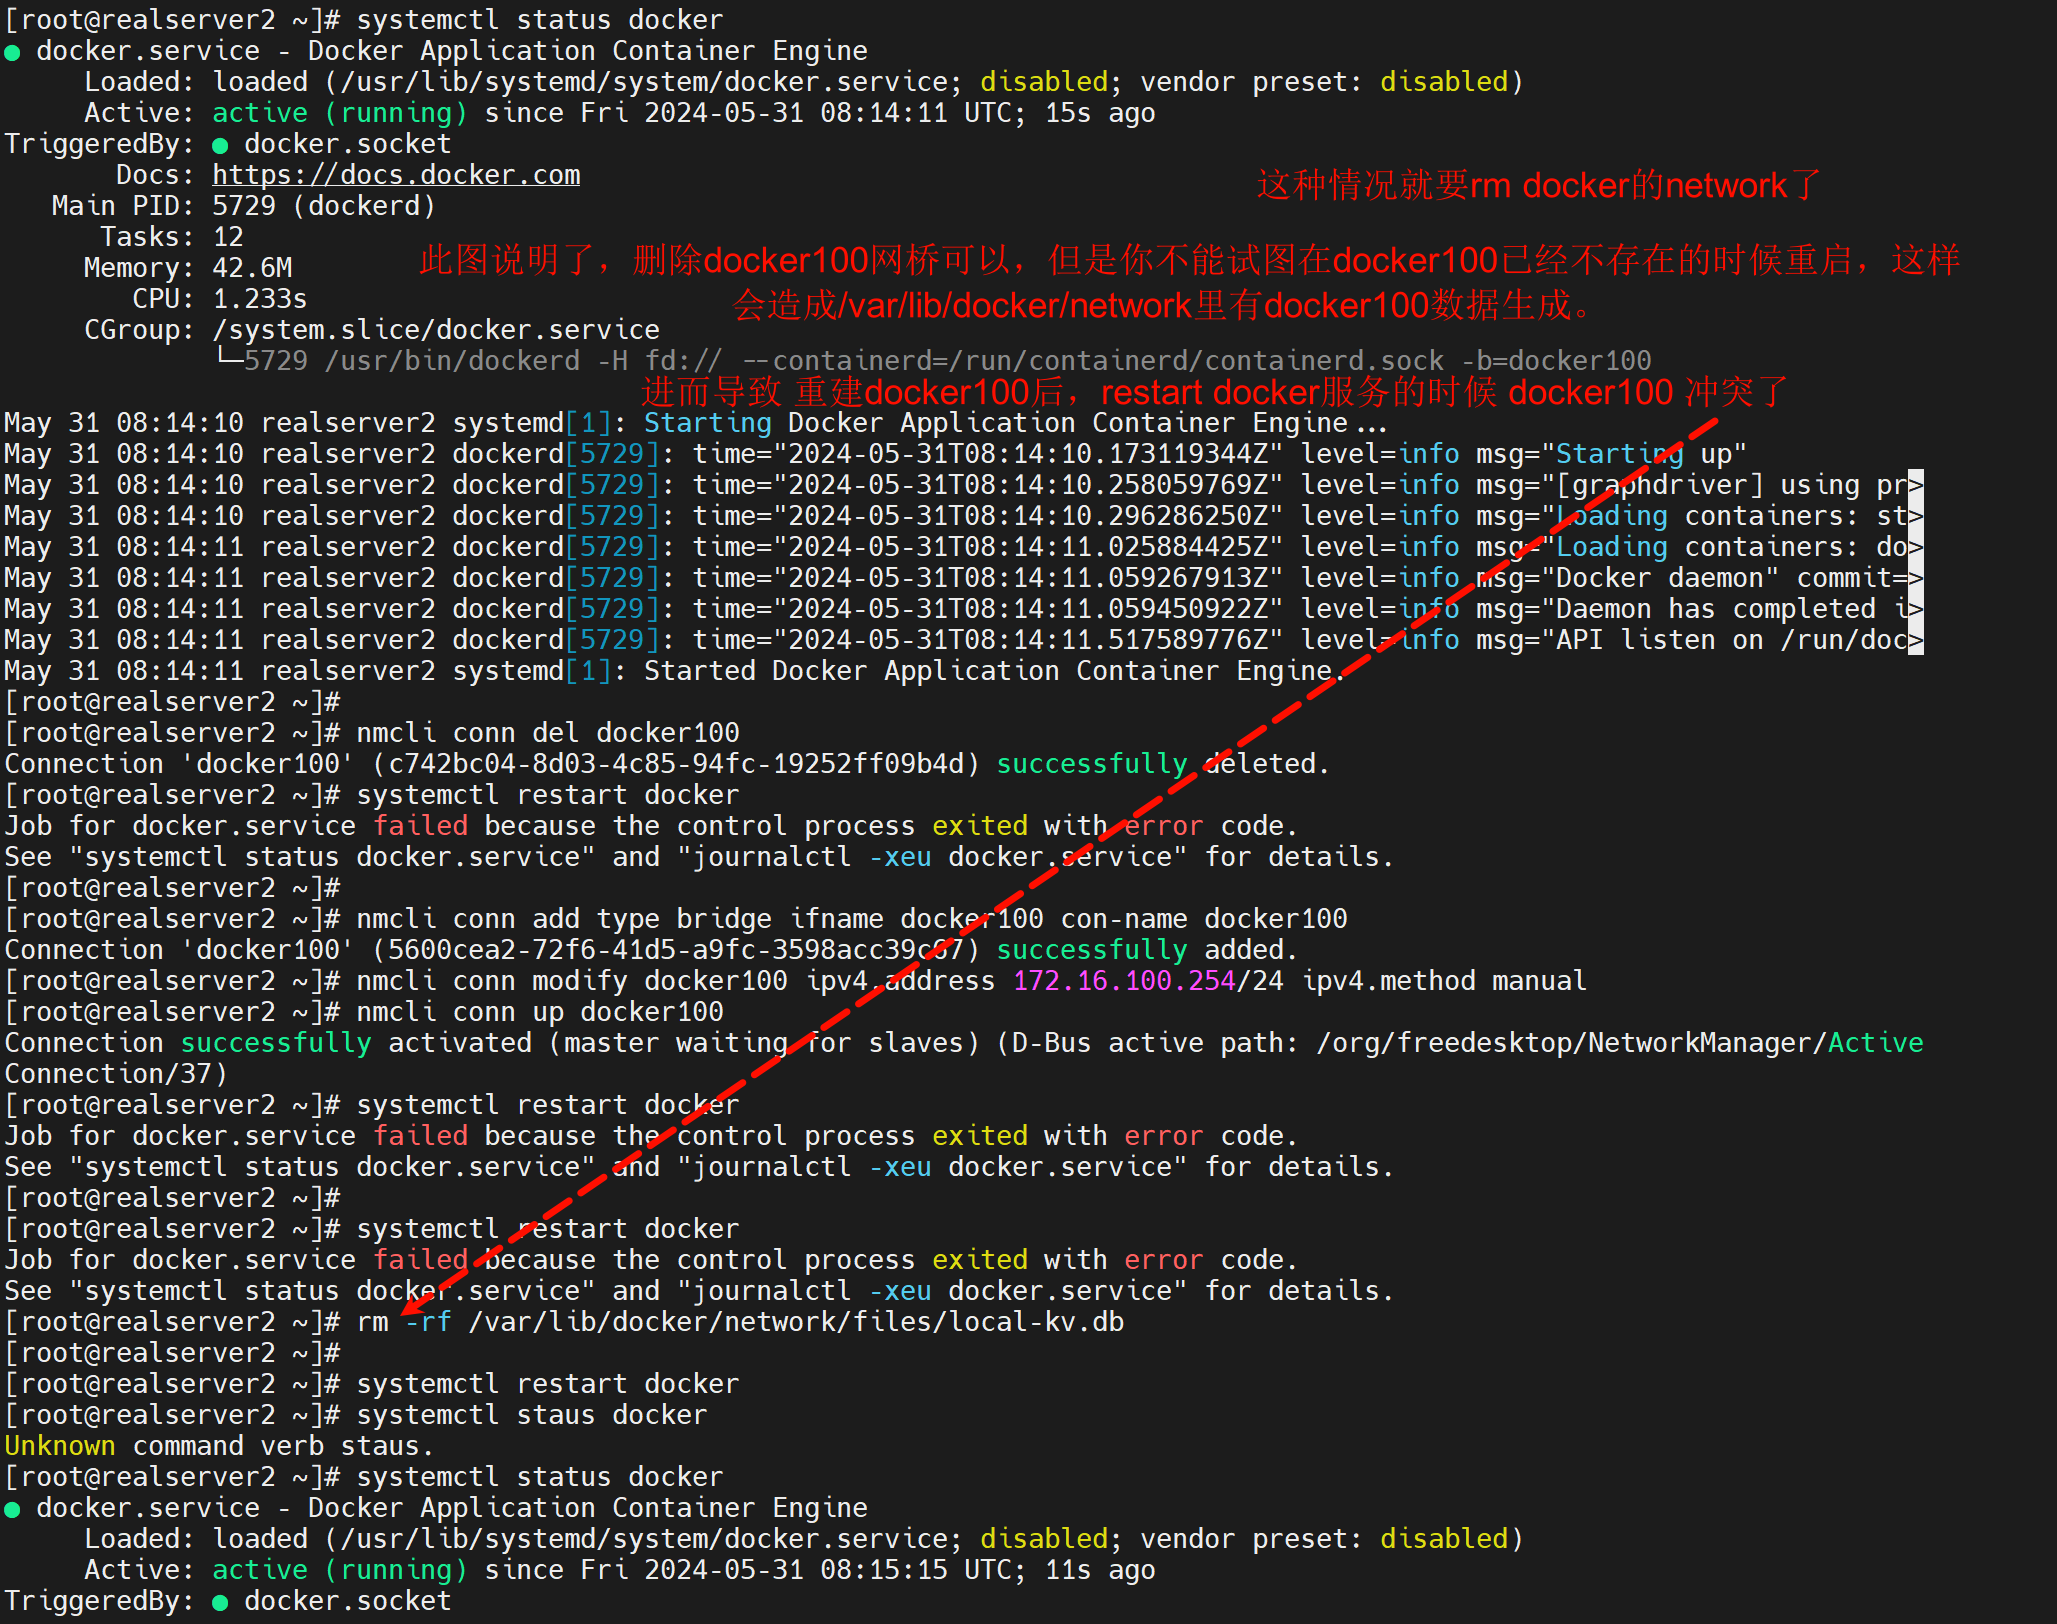 [root@realserver2 ~]# systemctl status docker
● docker.service - Docker Application Container Engine
Loaded: loaded (/usr/lib/systemd/system/docker.service; disabled; vendor preset: disabled)
Active: active (running) since Fri 2024-05-31 08:14:11 UTC; 15s ago
TriggeredBy: ● docker.socket
Docs: https://docs.docker.com
这种情况就要rm docker的network了
Main PID: 5729 (dockerd)
Tasks: 12
此图说明了，删除docker100网桥可以，但是你不能试图在docker100已经不存在的时候重启，这样
Memory: 42.6M
CPU: 1.233s
会造成/var/lib/docker/network里有docker100数据生成。
CGroup: /system.slice/docker.service
└─5729 /usr/bin/dockerd -H fd:// --containerd=/run/containerd/containerd.sock -b=docker100
进而导致 重建docker100后，restart docker服务的时候 docker100 冲突了
May 31 08:14:10 realserver2 systemd[1]: Starting Docker Application Container Engine...
May 31 08:14:10 realserver2 dockerd[5729]: time="2024-05-31T08:14:10.173119344Z" level=info msg="Starting up"
May 31 08:14:10 realserver2 dockerd[5729]: time="2024-05-31T08:14:10.258059769Z" level=info msg="[graphdriver] using pr>
May 31 08:14:10 realserver2 dockerd[5729]: time="2024-05-31T08:14:10.296286250Z" level=info msg="Loading containers: st>
May 31 08:14:11 realserver2 dockerd[5729]: time="2024-05-31T08:14:11.025884425Z" level=info msg="Loading containers: do>
May 31 08:14:11 realserver2 dockerd[5729]: time="2024-05-31T08:14:11.059267913Z" level=info msg="Docker daemon" commit=>
May 31 08:14:11 realserver2 dockerd[5729]: time="2024-05-31T08:14:11.059450922Z" level=info msg="Daemon has completed i>
May 31 08:14:11 realserver2 dockerd[5729]: time="2024-05-31T08:14:11.517589776Z" level=info msg="API listen on /run/doc>
May 31 08:14:11 realserver2 systemd[1]: Started Docker Application Container Engine.
[root@realserver2 ~]#
[root@realserver2 ~]# nmcli conn del docker100
Connection 'docker100' (c742bc04-8d03-4c85-94fc-19252ff09b4d) successfully deleted.
[root@realserver2 ~]# systemctl restart docker
Job for docker.service failed because the control process exited with error code.
See "systemctl status docker.service" and "journalctl -xeu docker.service" for details.
[root@realserver2 ~]#
[root@realserver2 ~]# nmcli conn add type bridge ifname docker100 con-name docker100
Connection 'docker100' (5600cea2-72f6-41d5-a9fc-3598acc39c67) successfully added.
[root@realserver2 ~]# nmcli conn modify docker100 ipv4.address 172.16.100.254/24 ipv4.method manual
[root@realserver2 ~]# nmcli conn up docker100
Connection successfully activated (master waiting for slaves) (D-Bus active path: /org/freedesktop/NetworkManager/Active
Connection/37)
[root@realserver2 ~]# systemctl restart docker
Job for docker.service failed because the control process exited with error code.
See "systemctl status docker.service" and "journalctl -xeu docker.service" for details.
[root@realserver2 ~]#
[root@realserver2 ~]# systemctl restart docker
Job for docker.service failed because the control process exited with error code.
See "systemctl status docker.service" and "journalctl -xeu docker.service" for details.
[root@realserver2 ~]# rm -rf /var/lib/docker/network/files/local-kv.db
[root@realserver2 ~]#
[root@realserver2 ~]# systemctl restart docker
[root@realserver2 ~]# systemctl staus docker
Unknown command verb staus.
[root@realserver2 ~]# systemctl status docker
● docker.service - Docker Application Container Engine
Loaded: loaded (/usr/lib/systemd/system/docker.service; disabled; vendor preset: disabled)
Active: active (running) since Fri 2024-05-31 08:15:15 UTC; 11s ago
TriggeredBy: ● docker.socket